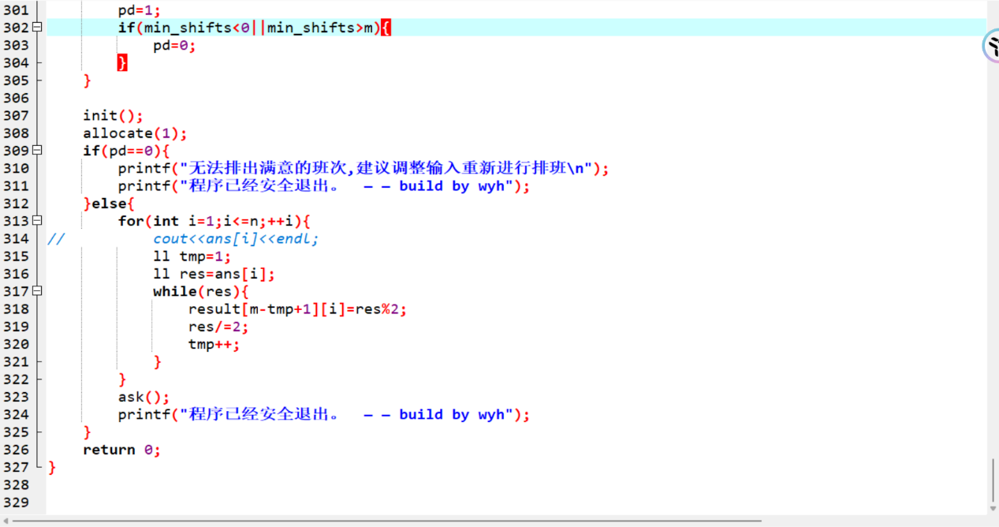 301 pd=1;
302 if(min_shifts<0||min_shifts>m){
303 pd=0;
304 }
305 }
306
307 init();
308 allocate(1);
309 if(pd==0){
310 printf("无法排出满意的班次,建议调整输入重新进行排班\n");
311 printf("程序已经安全退出。 — — build by wyh");
312 }else{
313 for(int i=1;i<=n;++i){
314 // cout<<ans[i]<<endl;
315 ll tmp=1;
316 ll res=ans[i];
317 while(res){
318 result[m-tmp+1][i]=res%2;
319 res/=2;
320 tmp++;
321 }
322 }
323 ask();
324 printf("程序已经安全退出。 — — build by wyh");
325 }
326 return 0;
327 }
328
329